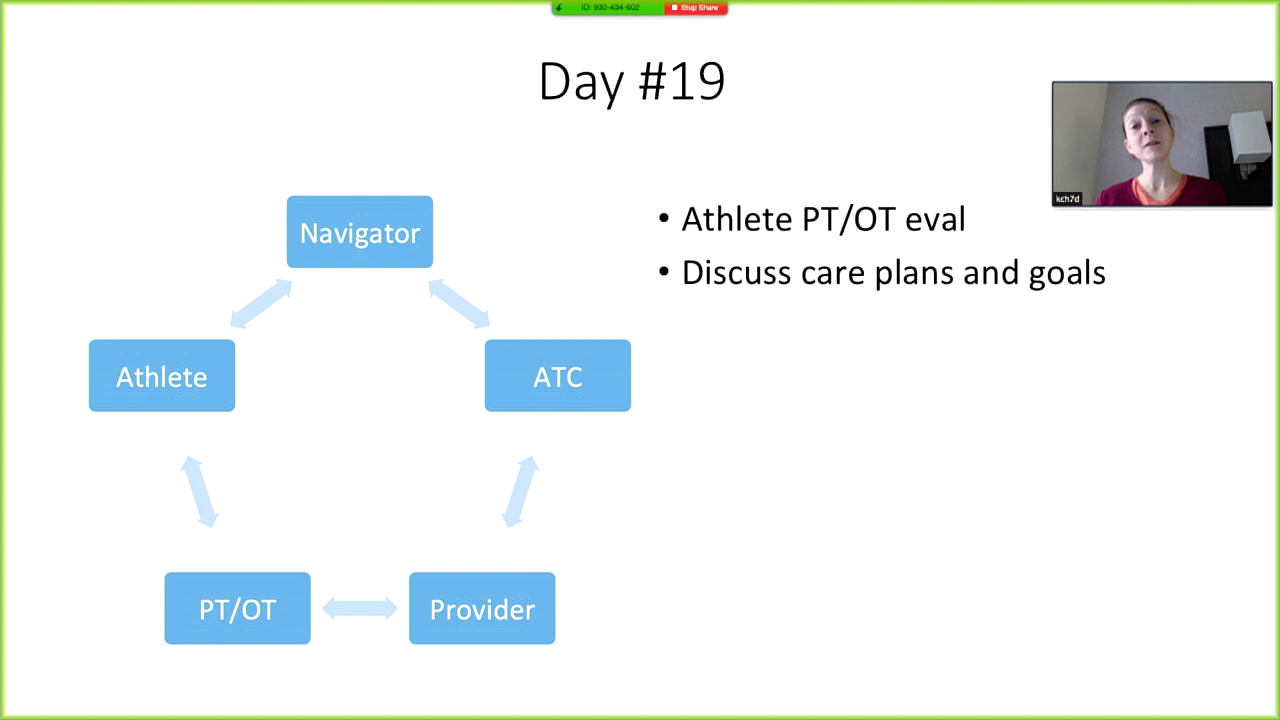 ID: 930-434-602 Stop Share
Day #19
kch7d
Navigator
• Athlete PT/OT eval
• Discuss care plans and goals
Athlete
ATC
PT/OT
Provider